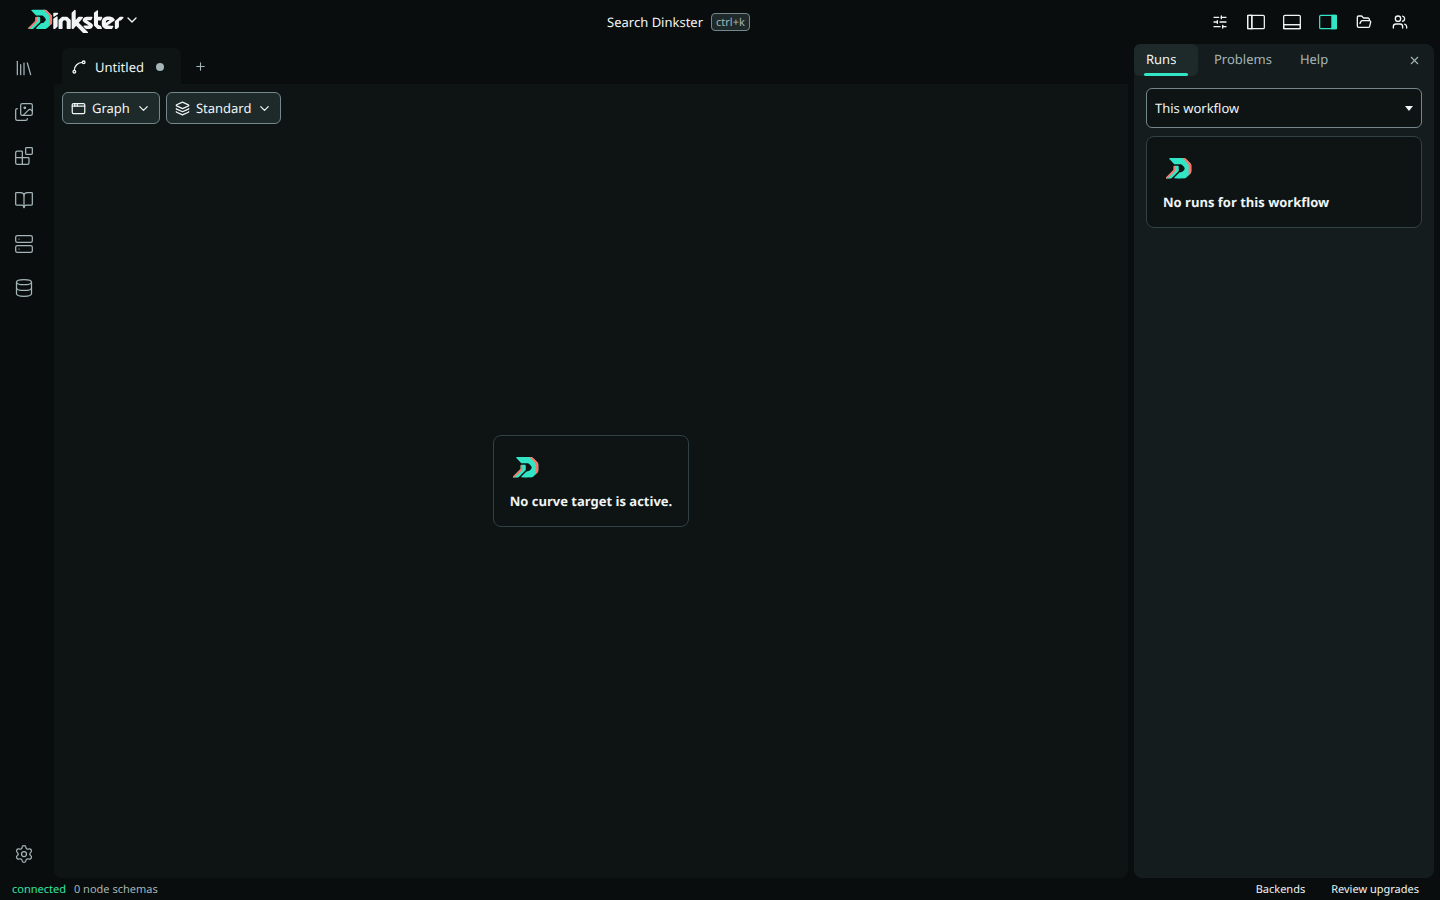 Dinkster
Search Dinkster ctrl+k
Untitled
Graph
Standard
No curve target is active.
Runs
Problems
Help
This workflow
No runs for this workflow
connected
0 node schemas
Backends
Review upgrades